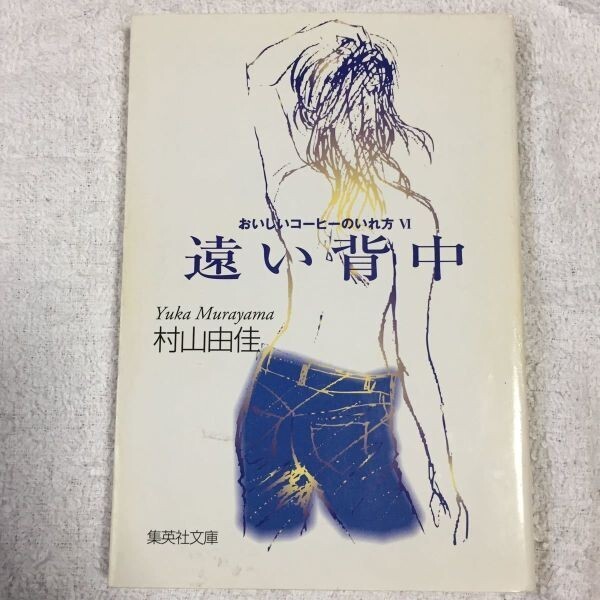 おいしいコーヒーのいれ方 Ⅵ
遠い背中
Yuka Murayama
村山由佳
集英社文庫